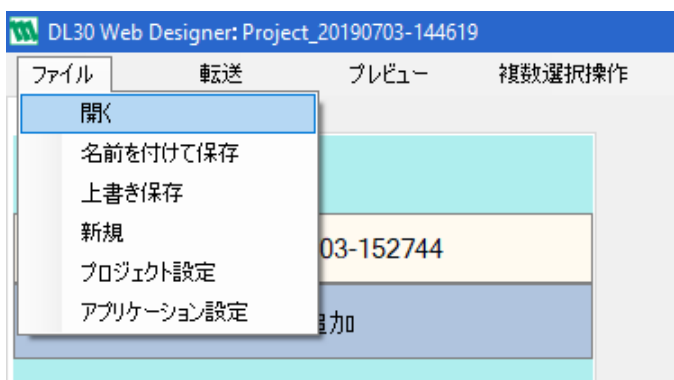 DL30 Web Designer: Project_20190703-144619
ファイル 転送 プレビュー 複数選択操作
開く
名前を付けて保存
上書き保存
新規
プロジェクト設定
アプリケーション設定
03-152744
追加